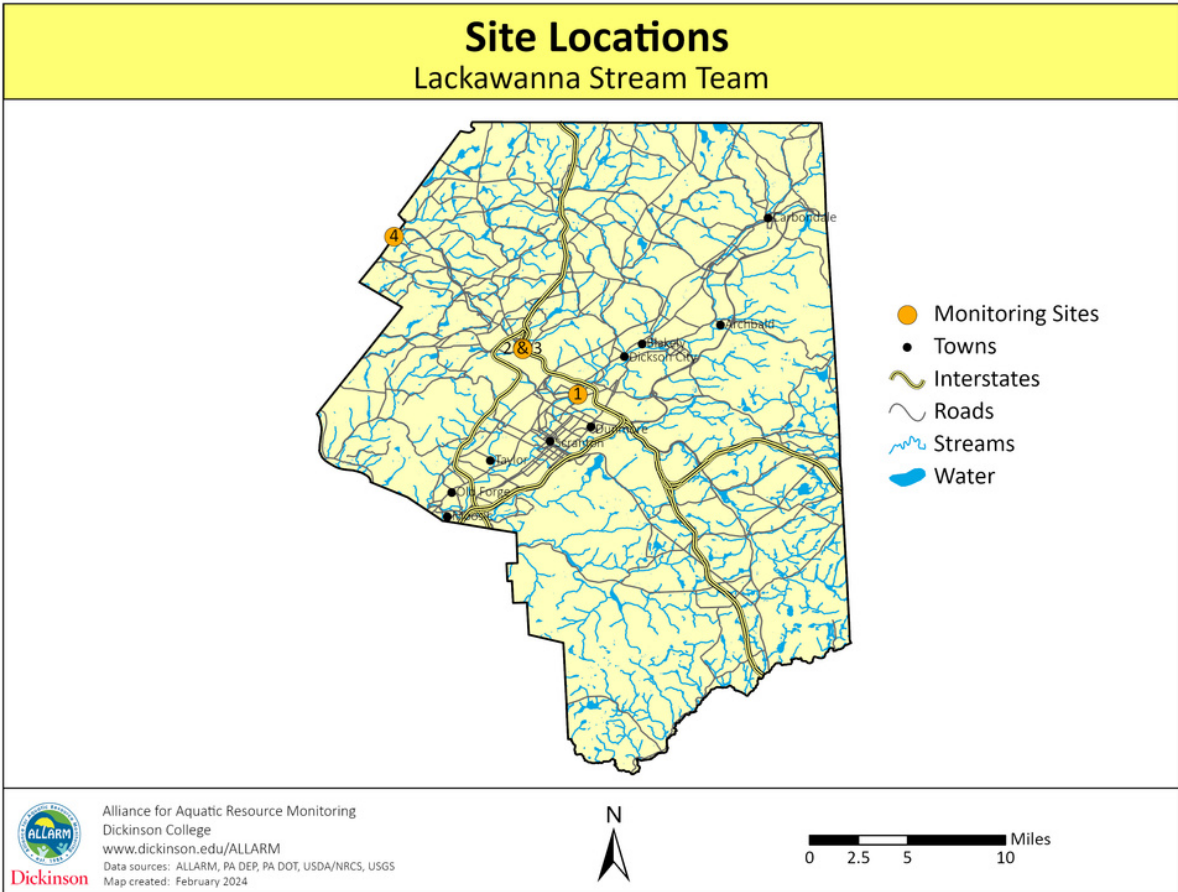 Site Locations
Lackawanna Stream Team
Carbondale
4
Archbald
2 & 3
Blakely
Dickson City
1
Dunmore
Scranton
Taylor
Old Forge
Moosic
Monitoring Sites
Towns
Interstates
Roads
Streams
Water
ALLARM
Dickinson
Alliance for Aquatic Resource Monitoring
Dickinson College
www.dickinson.edu/ALLARM
Data sources: ALLARM, PA DEP, PA DOT, USDA/NRCS, USGS
Map created: February 2024
N
Miles
0 2.5 5 10